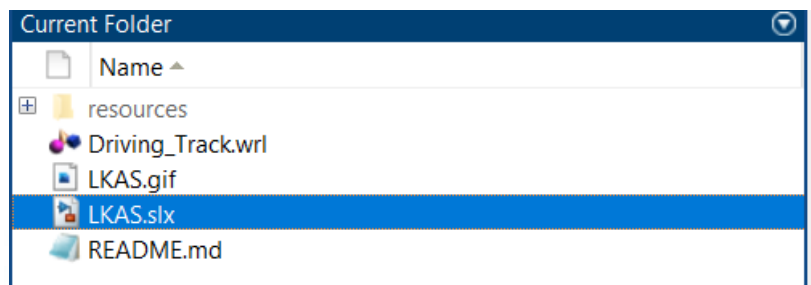 Current Folder
Name
resources
Driving_Track.wrl
LKAS.gif
LKAS.slx
README.md